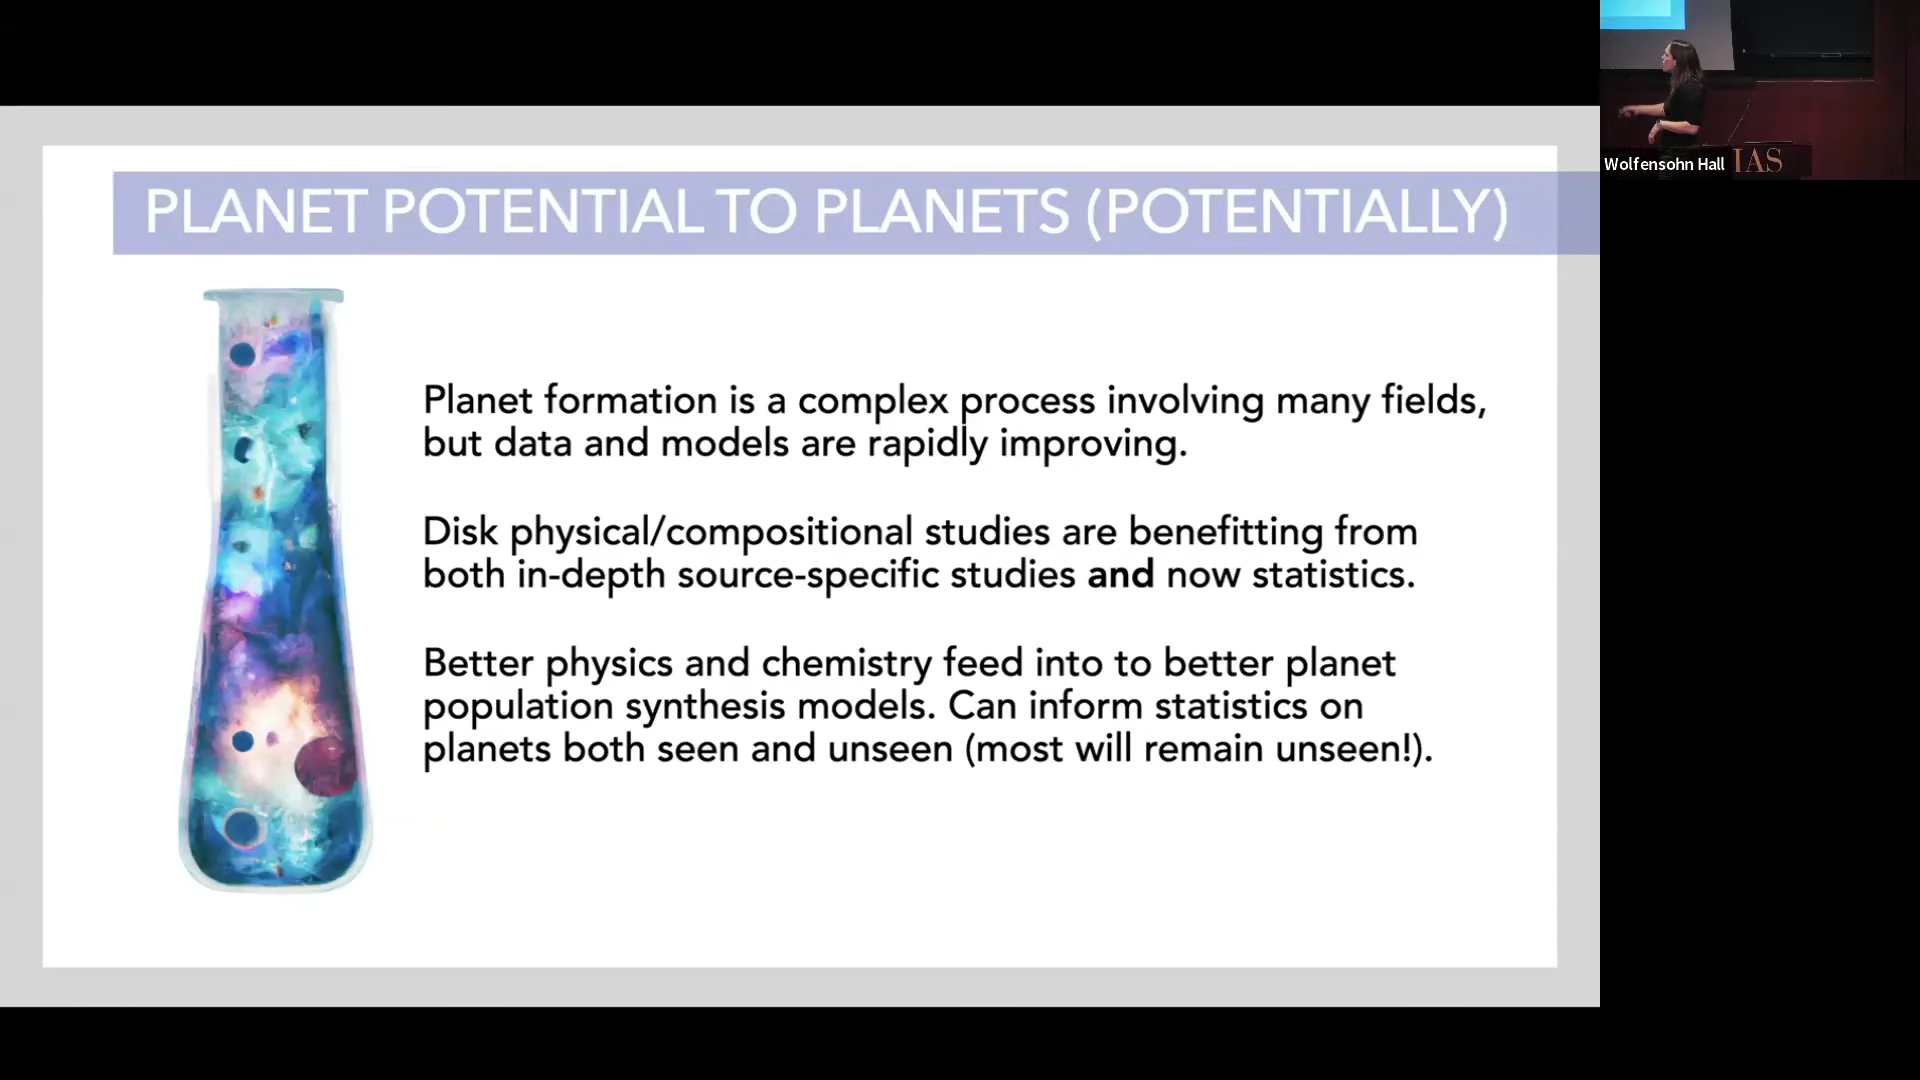 PLANET POTENTIAL TO PLANETS (POTENTIALLY)
Planet formation is a complex process involving many fields,
but data and models are rapidly improving.
Disk physical/compositional studies are benefitting from
both in-depth source-specific studies and now statistics.
Better physics and chemistry feed into to better planet
population synthesis models. Can inform statistics on
planets both seen and unseen (most will remain unseen!).
Wolfensohn Hall
IAS